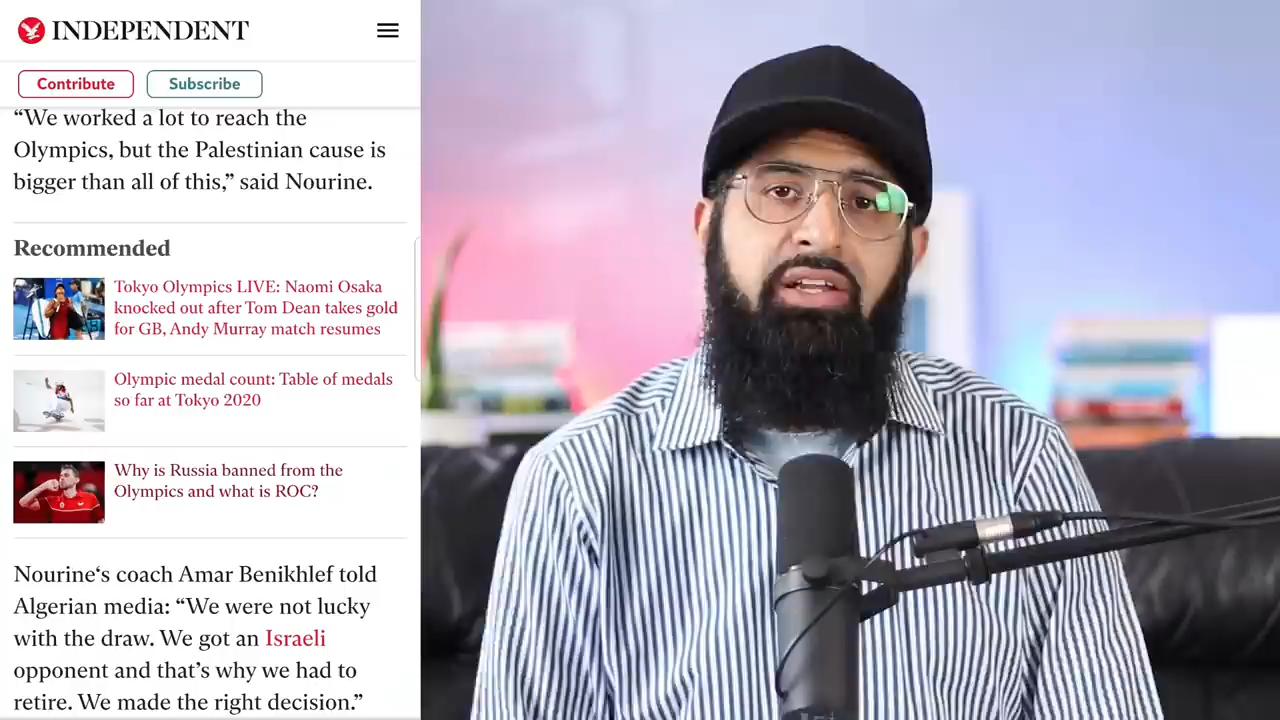 INDEPENDENT
Contribute
Subscribe
“We worked a lot to reach the
Olympics, but the Palestinian cause is
bigger than all of this,” said Nourine.
Recommended
Tokyo Olympics LIVE: Naomi Osaka
knocked out after Tom Dean takes gold
for GB, Andy Murray match resumes
Olympic medal count: Table of medals
so far at Tokyo 2020
Why is Russia banned from the
Olympics and what is ROC?
Nourine‘s coach Amar Benikhlef told
Algerian media: “We were not lucky
with the draw. We got an Israeli
opponent and that’s why we had to
retire. We made the right decision.”